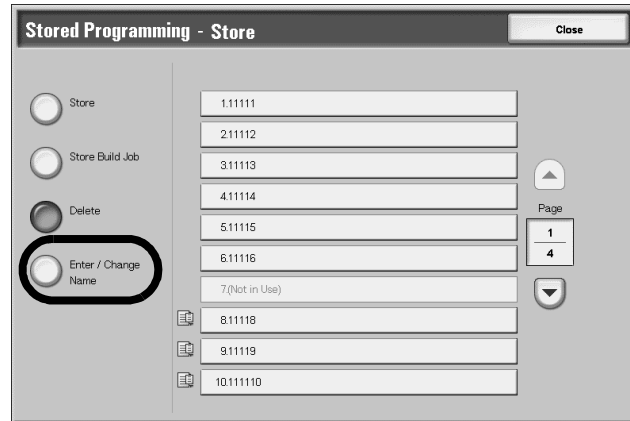 Stored Programming - Store
Close
Store
Store Build Job
Delete
Enter / Change
Name
1.11111
2.11112
3.11113
4.11114
5.11115
6.11116
7.(Not in Use)
8.11118
9.11119
10.111110
Page
1
4